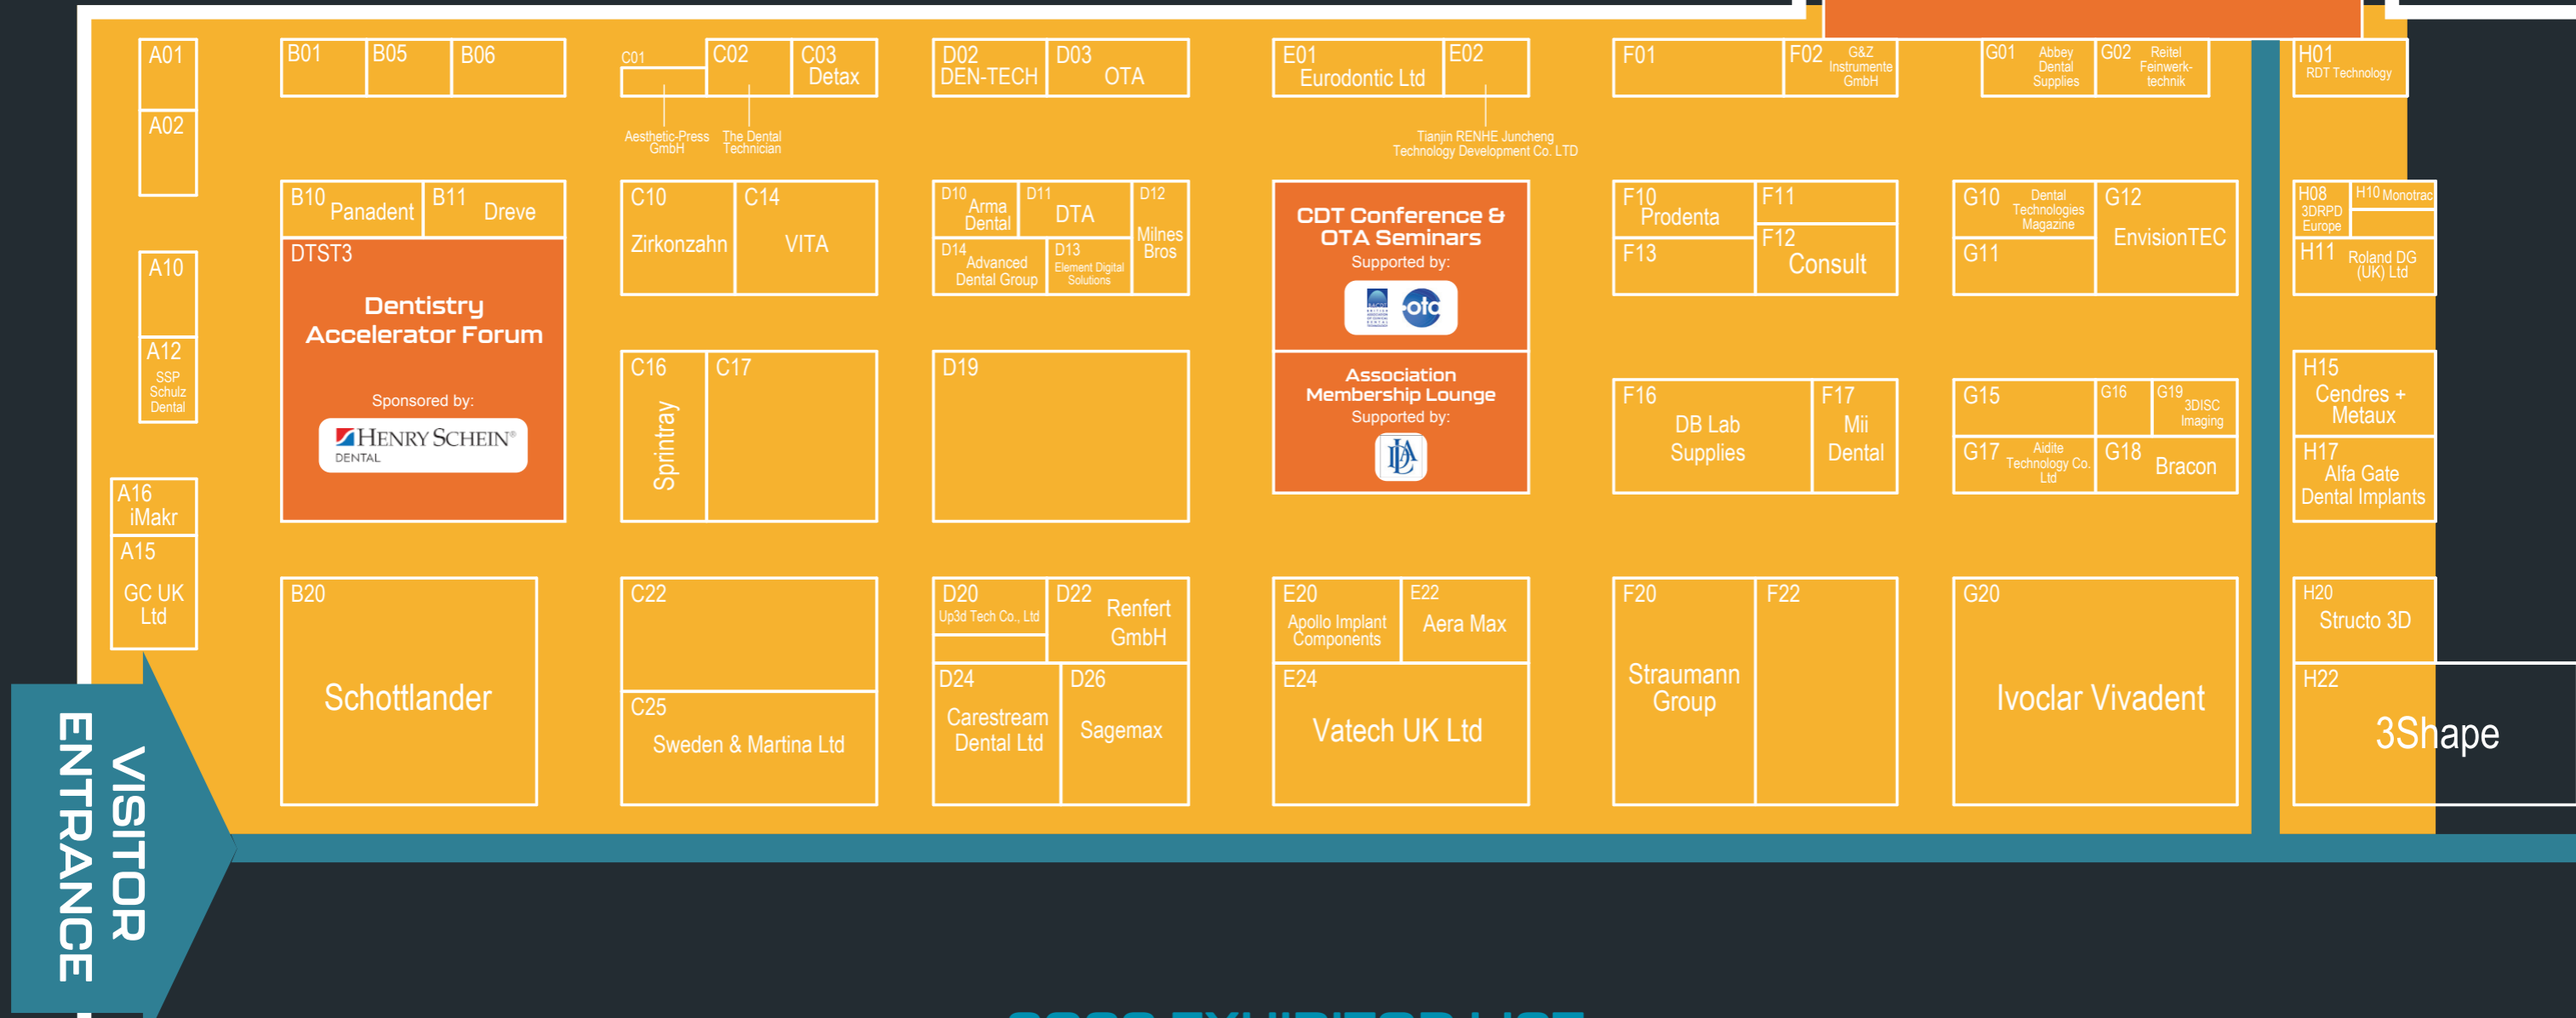 A01
B01
B05
B06
C01
Aesthetic-Press
GmbH
C02
The Dental
Technician
C03
Detax
D02
DEN-TECH
D03
OTA
E01
Eurodontic Ltd
E02
Tianjin RENHE Juncheng
Technology Development Co. LTD
F01
F02 G&Z
Instrumente
GmbH
G01 Abbey
Dental
Supplies
G02 Reitel
Feinwerk-
technik
H01
RDT Technology
A02
B10
Panadent
B11
Dreve
C10
Zirkonzahn
C14
VITA
D10
Arma
Dental
D11
DTA
D12
Milnes
Bros
D14
Advanced
Dental Group
D13
Element Digital
Solutions
CDT Conference &
OTA Seminars
Supported by:
ota
F10
Prodenta
F11
F13
F12
Consult
G10 Dental
Technologies
Magazine
G12
EnvisionTEC
G11
H08
3DRPD
Europe
H10 Monotrac
H11 Roland DG
(UK) Ltd
A10
A12
SSP
Schulz
Dental
DTST3
Dentistry
Accelerator Forum
Sponsored by:
HENRY SCHEIN®
DENTAL
C16
Sprintray
C17
D19
Association
Membership Lounge
Supported by:
DLA
F16
DB Lab
Supplies
F17
Mii
Dental
G15
G16
G19
3DISC
Imaging
G17 Aidite
Technology Co.
Ltd
G18
Bracon
H15
Cendres +
Metaux
H17
Alfa Gate
Dental Implants
A16
iMakr
A15
GC UK
Ltd
B20
Schottlander
C22
C25
Sweden & Martina Ltd
D20
Up3d Tech Co., Ltd
D22
Renfert
GmbH
D24
Carestream
Dental Ltd
D26
Sagemax
E20
Apollo Implant
Components
E22
Aera Max
E24
Vatech UK Ltd
F20
Straumann
Group
F22
G20
Ivoclar Vivadent
H20
Structo 3D
H22
3Shape
VISITOR
ENTRANCE
EXHIBITOR LIST